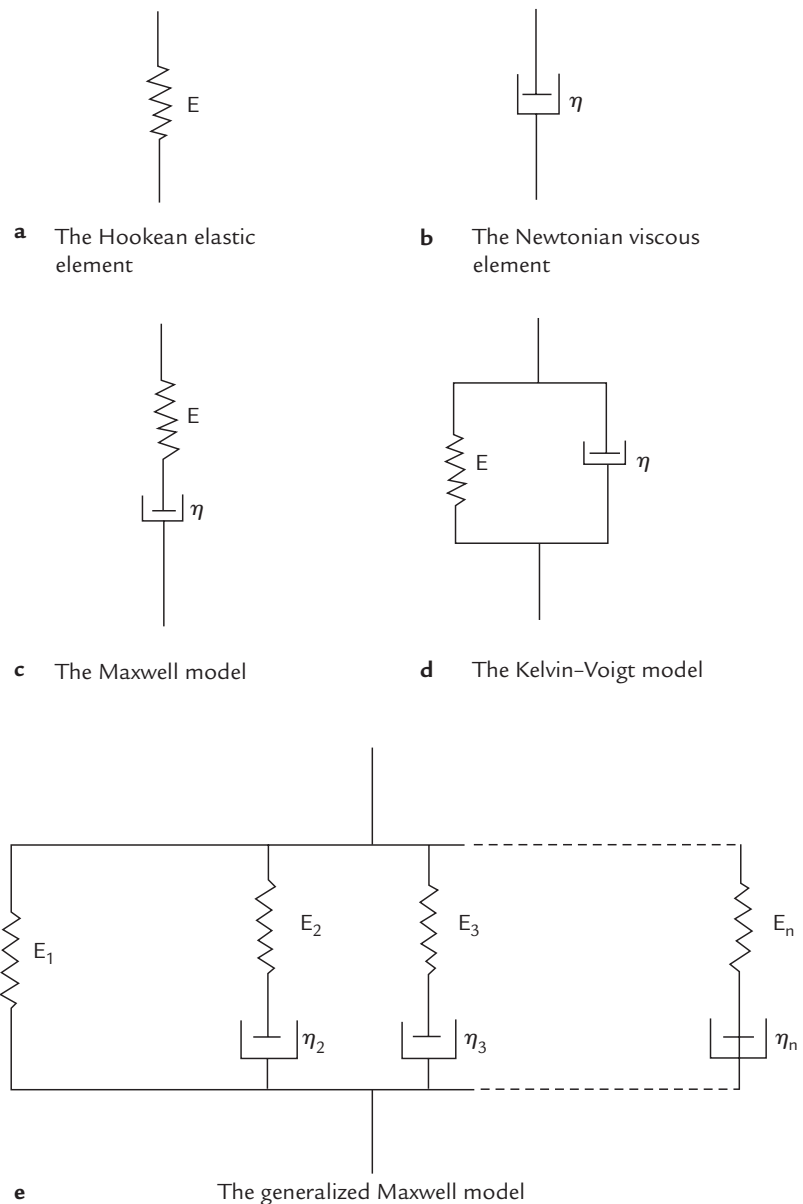 E
η
a The Hookean elastic
element
b The Newtonian viscous
element
E
η
c The Maxwell model
E
η
d The Kelvin–Voigt model
E₁
E₂
η₂
E₃
η₃
Eₙ
ηₙ
e The generalized Maxwell model